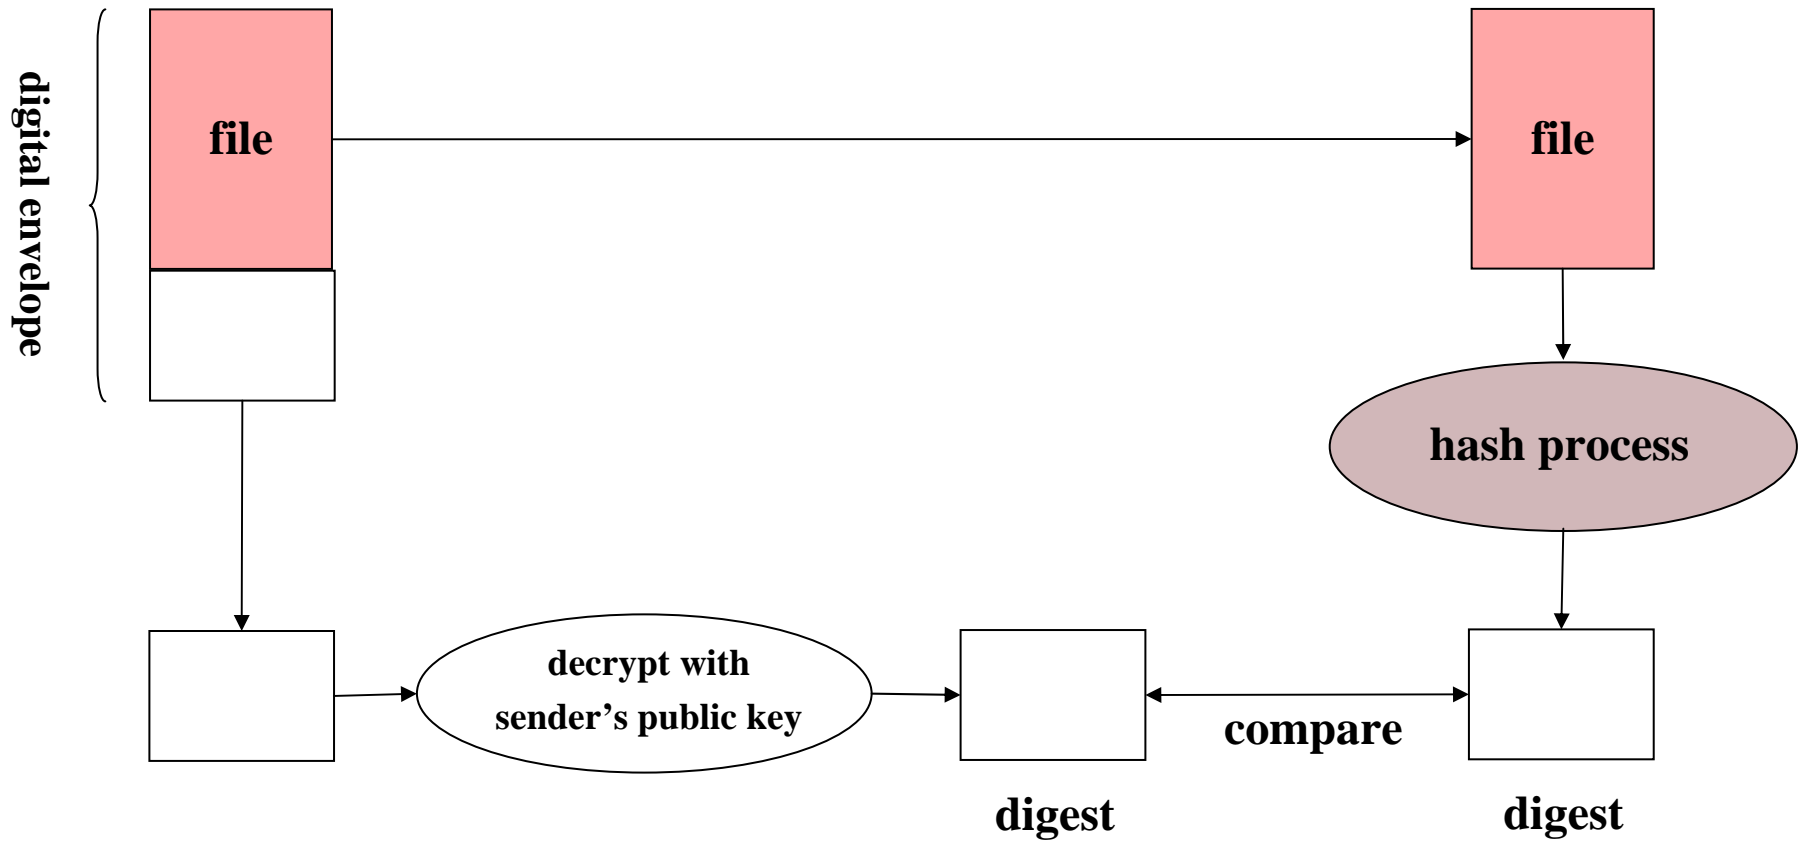 digital envelope
file
file
hash process
decrypt with
sender’s public key
compare
digest
digest